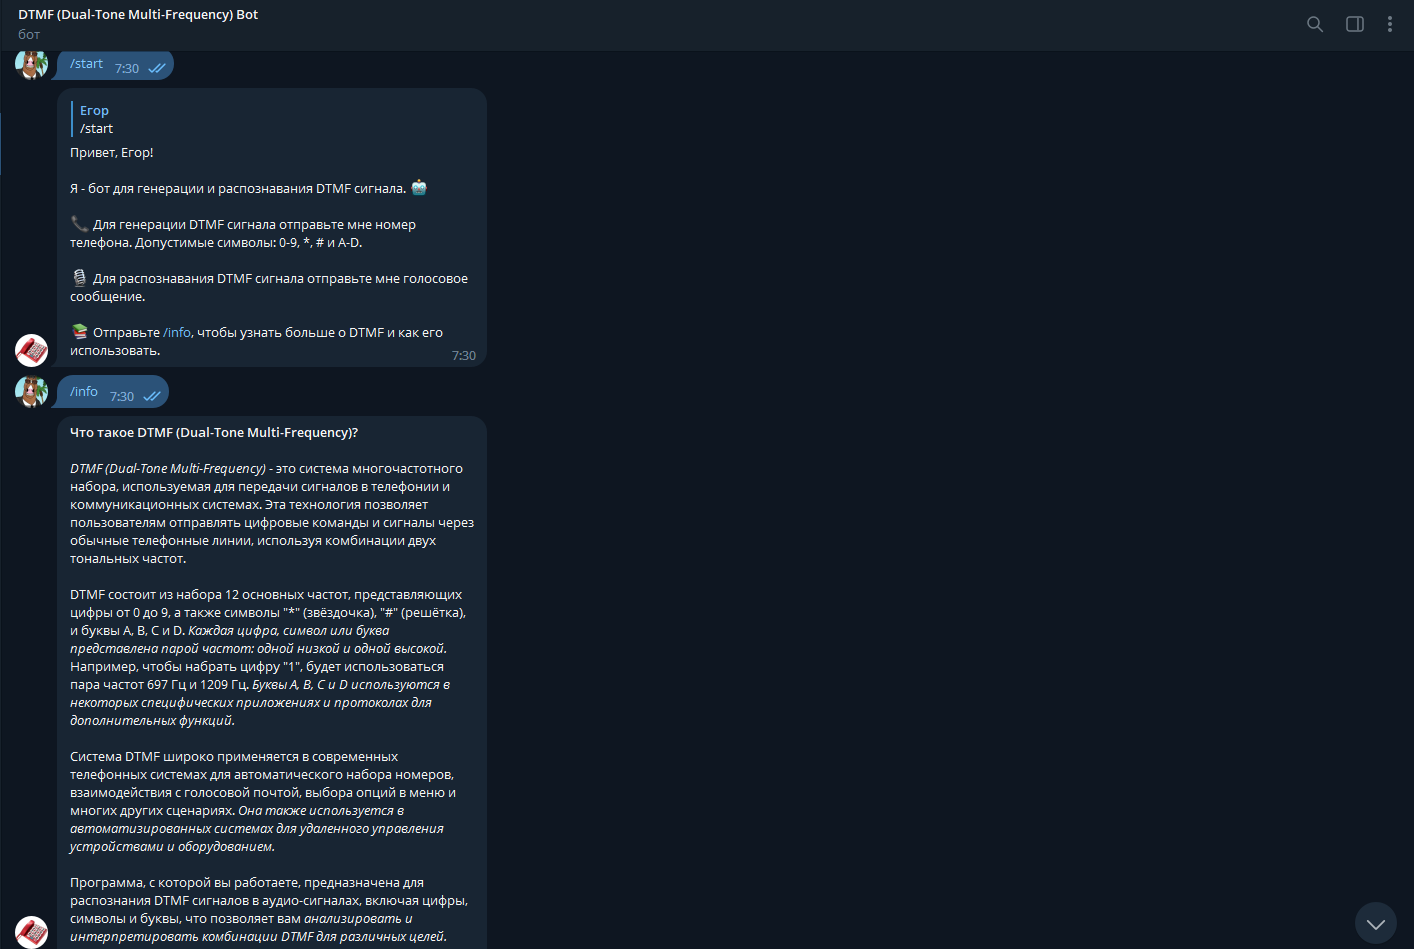 DTMF (Dual-Tone Multi-Frequency) Bot
бот
/start 7:30
Егор
/start
Привет, Егор!
Я - бот для генерации и распознавания DTMF сигнала.
Для генерации DTMF сигнала отправьте мне номер
телефона. Допустимые символы: 0-9, *, # и A-D.
Для распознавания DTMF сигнала отправьте мне голосовое
сообщение.
Отправьте /info, чтобы узнать больше о DTMF и как его
использовать.
7:30
/info 7:30
Что такое DTMF (Dual-Tone Multi-Frequency)?
DTMF (Dual-Tone Multi-Frequency) - это система многочастотного
набора, используемая для передачи сигналов в телефонии и
коммуникационных системах. Эта технология позволяет
пользователям отправлять цифровые команды и сигналы через
обычные телефонные линии, используя комбинации двух
тональных частот.
DTMF состоит из набора 12 основных частот, представляющих
цифры от 0 до 9, а также символы "*" (звёздочка), "#" (решётка),
и буквы A, B, C и D. Каждая цифра, символ или буква
представлена парой частот: одной низкой и одной высокой.
Например, чтобы набрать цифру "1", будет использоваться
пара частот 697 Гц и 1209 Гц. Буквы A, B, C и D используются в
некоторых специфических приложениях и протоколах для
дополнительных функций.
Система DTMF широко применяется в современных
телефонных системах для автоматического набора номеров,
взаимодействия с голосовой почтой, выбора опций в меню и
многих других сценариях. Она также используется в
автоматизированных системах для удаленного управления
устройствами и оборудованием.
Программа, с которой вы работаете, предназначена для
распознания DTMF сигналов в аудио-сигналах, включая цифры,
символы и буквы, что позволяет вам анализировать и
интерпретировать комбинации DTMF для различных целей.